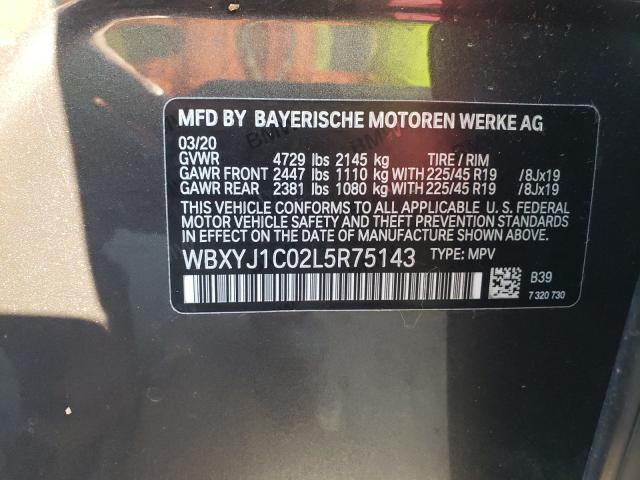 MFD BY BAYERISCHE MOTOREN WERKE AG
03/20
GVWR 4729 lbs 2145 kg TIRE / RIM
GAWR FRONT 2447 lbs 1110 kg WITH 225/45 R19 /8Jx19
GAWR REAR 2381 lbs 1080 kg WITH 225/45 R19 /8Jx19
THIS VEHICLE CONFORMS TO ALL APPLICABLE U.S. FEDERAL
MOTOR VEHICLE SAFETY AND THEFT PREVENTION STANDARDS
IN EFFECT ON THE DATE OF MANUFACTURE SHOWN ABOVE.
WBXYJ1C02L5R75143 TYPE: MPV
B39
7 320 730